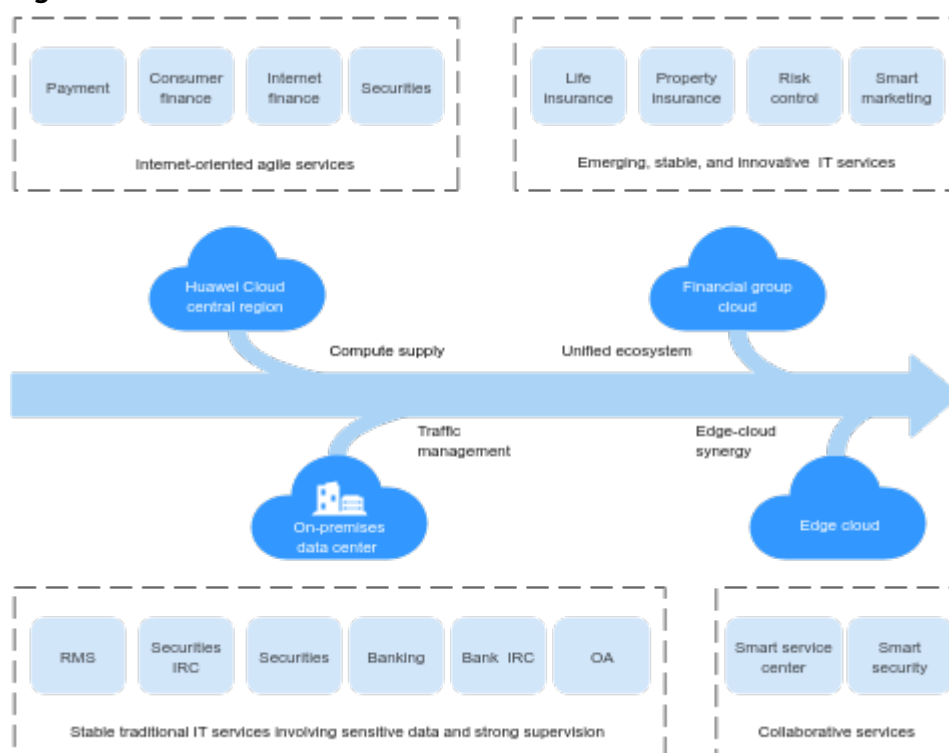 Payment
Consumer
finance
Internet
finance
Securities
Internet-oriented agile services
Life
insurance
Property
insurance
Risk
control
Smart
marketing
Emerging, stable, and innovative IT services
Huawei Cloud
central region
Financial group
cloud
Compute supply
Unified ecosystem
Traffic
management
Edge-cloud
synergy
On-premises
data center
Edge cloud
RMS
Securities
IRC
Securities
Banking
Bank IRC
OA
Stable traditional IT services involving sensitive data and strong supervision
Smart service
center
Smart
security
Collaborative services